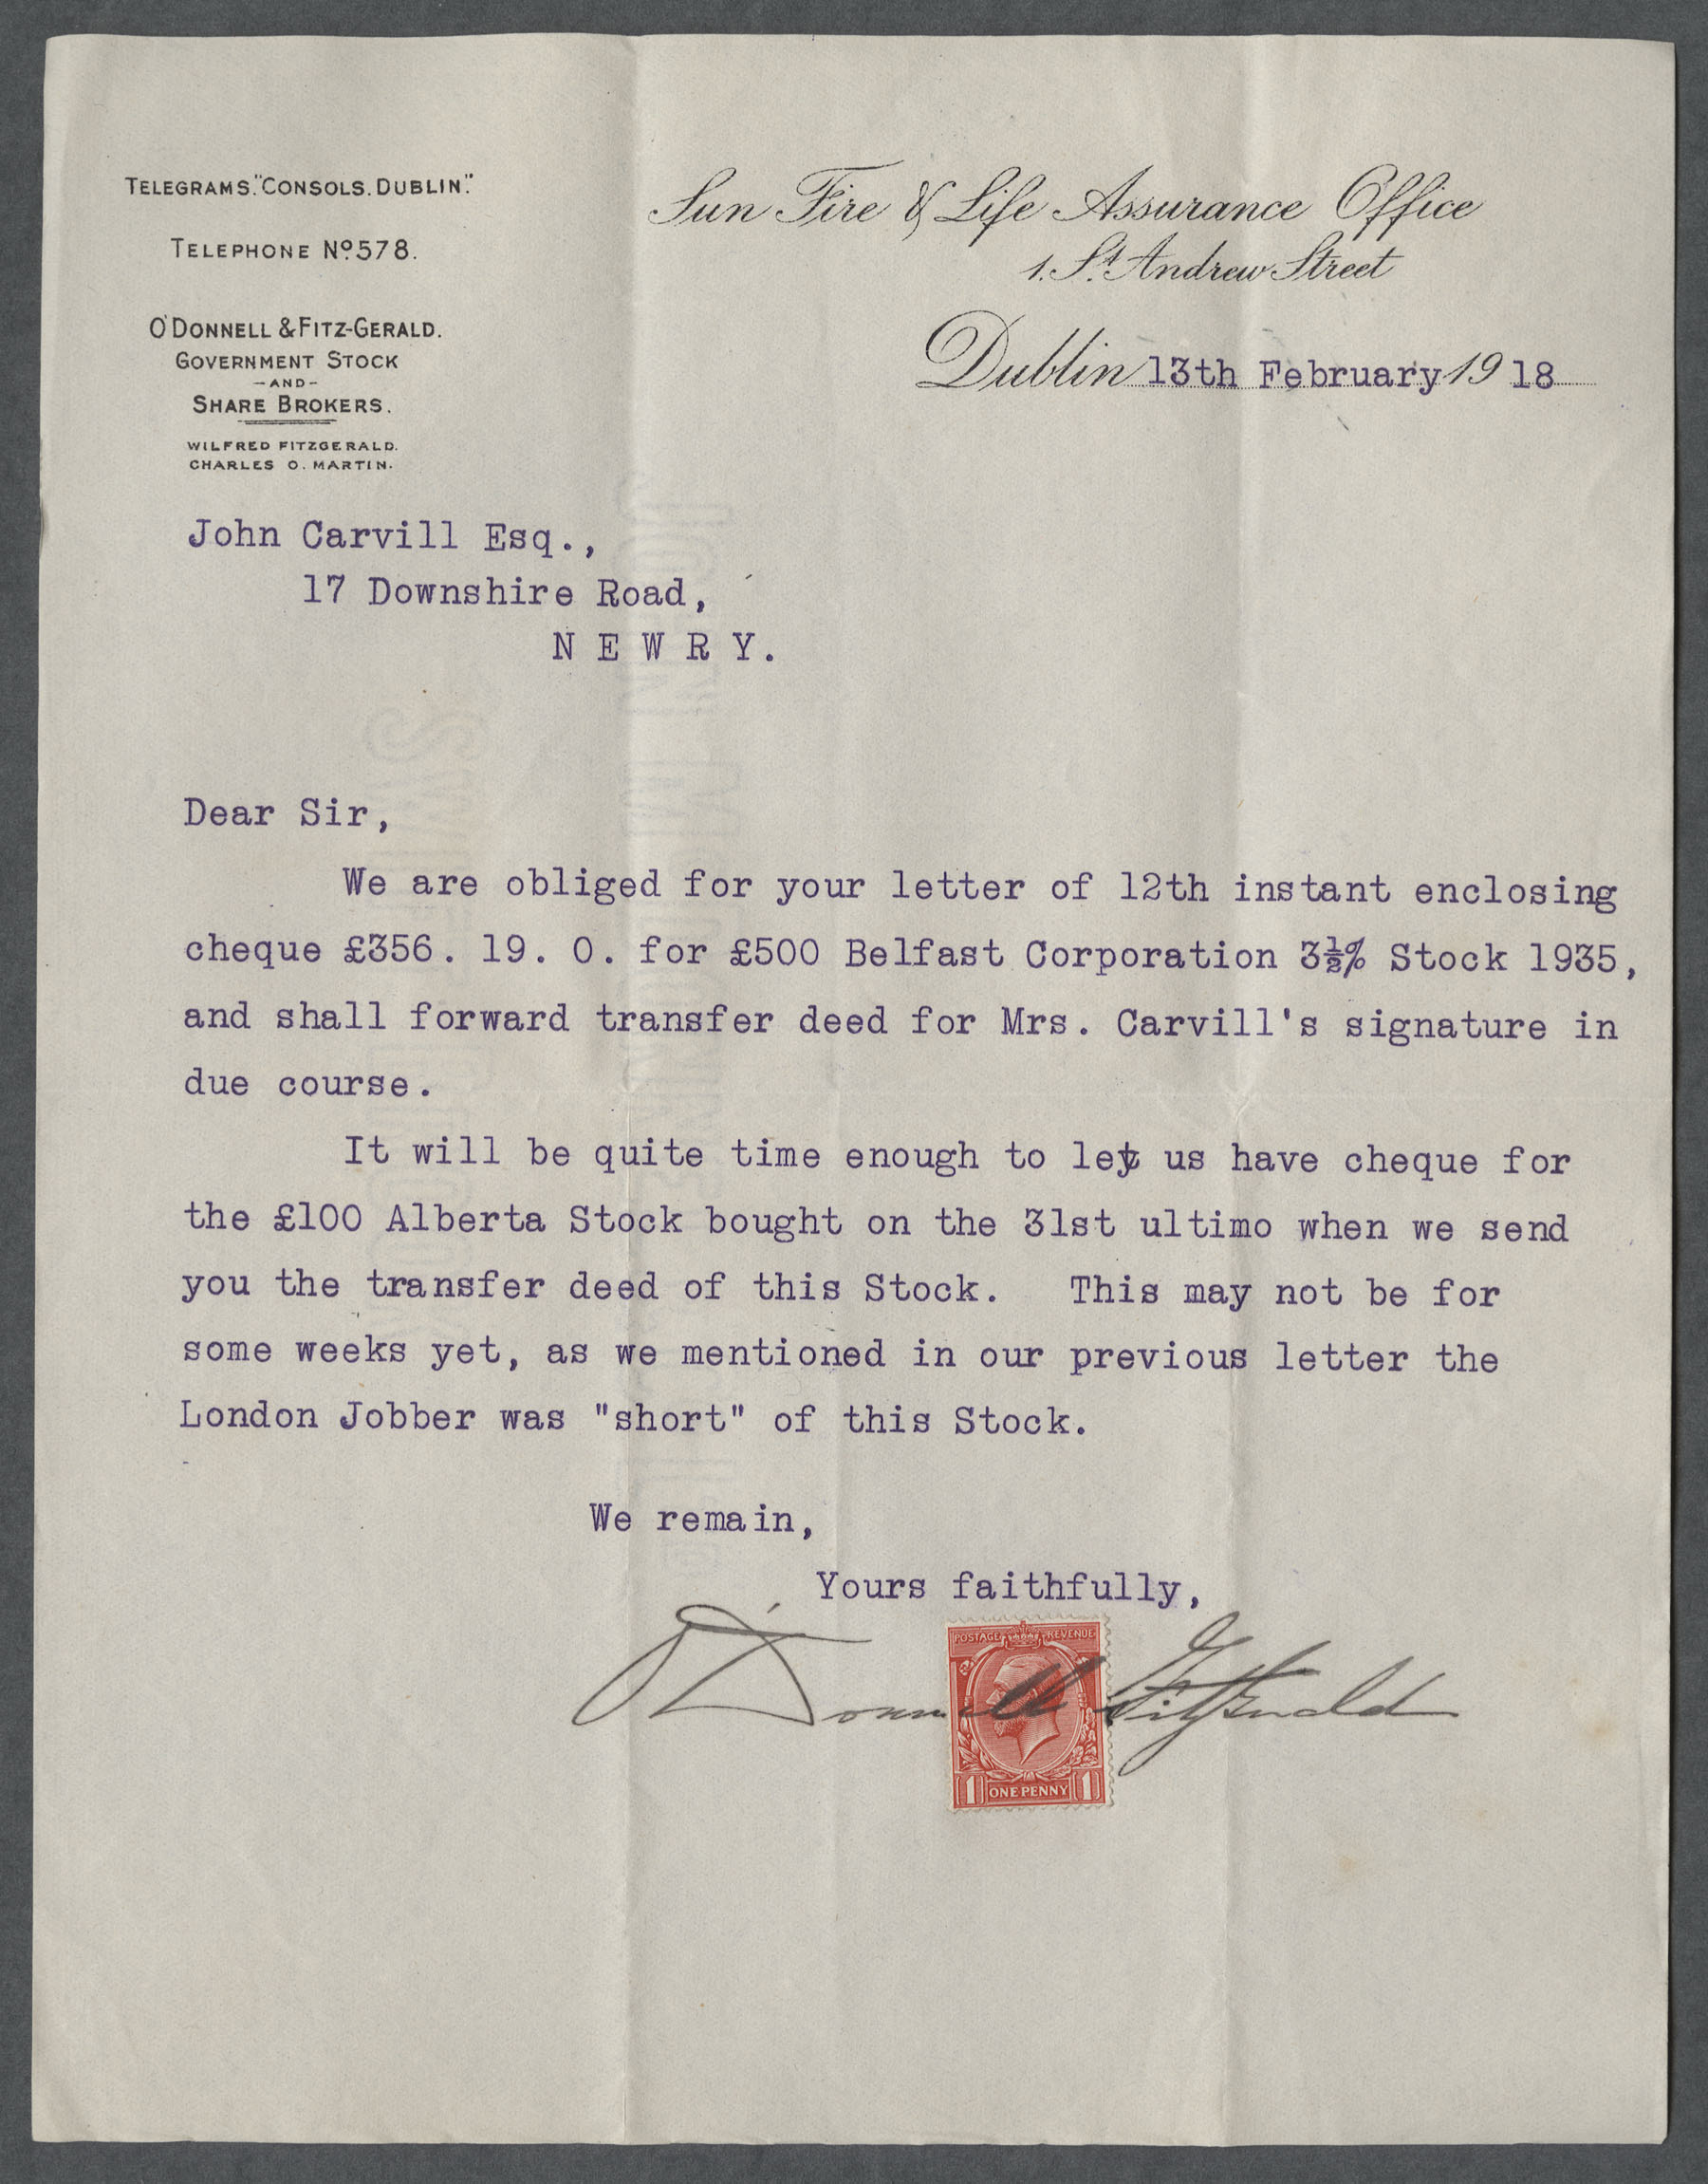 TELEGRAMS. "CONSOLS. DUBLIN."
TELEPHONE Nº 578.
O'DONNELL & FITZ-GERALD.
GOVERNMENT STOCK
-AND-
SHARE BROKERS.
WILFRED FITZGERALD.
CHARLES O. MARTIN.
Sun Fire & Life Assurance Office
1. St. Andrew Street
Dublin 13th February 19 18
John Carvill Esq.,
17 Downshire Road,
N E W R Y.
Dear Sir,
We are obliged for your letter of 12th instant enclosing
cheque £356. 19. 0. for £500 Belfast Corporation 3½% Stock 1935,
and shall forward transfer deed for Mrs. Carvill's signature in
due course.
It will be quite time enough to let us have cheque for
the £100 Alberta Stock bought on the 31st ultimo when we send
you the transfer deed of this Stock. This may not be for
some weeks yet, as we mentioned in our previous letter the
London Jobber was "short" of this Stock.
We remain,
Yours faithfully,
O'Donnell Fitzgerald
POSTAGE REVENUE
1 ONE PENNY 1